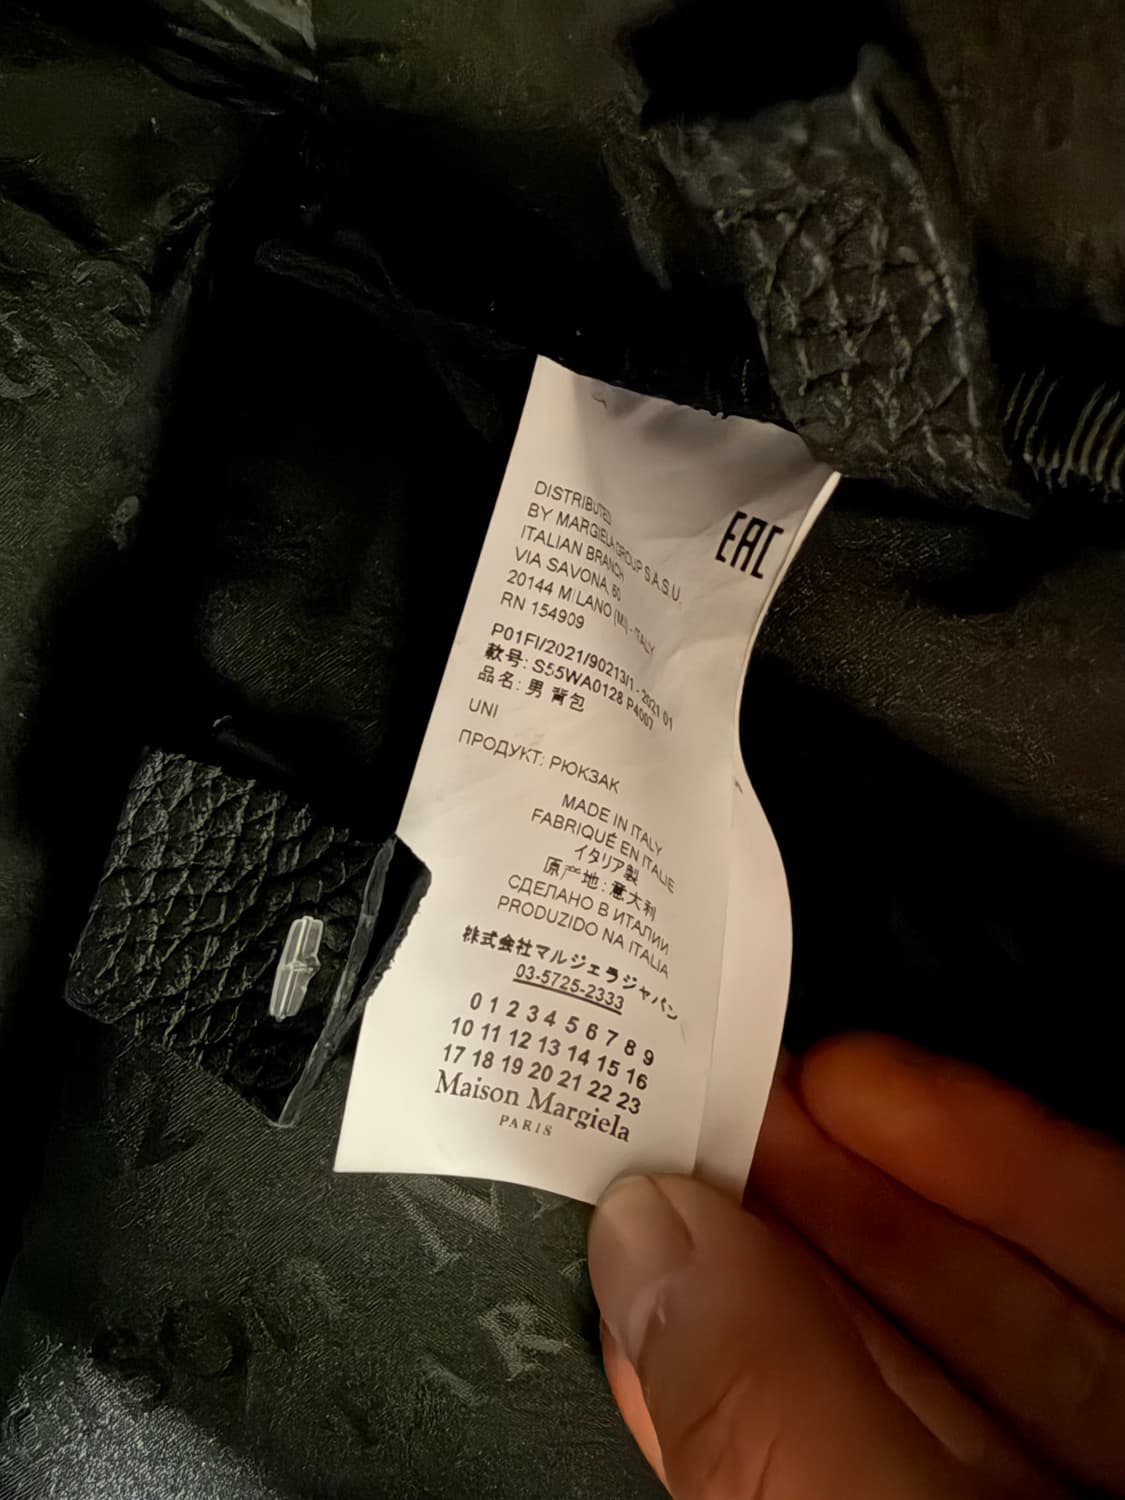 DISTRIBUTED
BY MARGIELA GROUP S.A.S.U.
ITALIAN BRANCH
VIA SAVONA, 60
20144 MILANO (MI) - ITALY
RN 154909
EAC
P01FI/2021/90213/1 - 2021 01
款号: S55WA0128 P4007
品名: 男 背包
UNI
ПРОДУКТ: РЮКЗАК
MADE IN ITALY
FABRIQUÉ EN ITALIE
イタリア製
原产地: 意大利
СДЕЛАНО В ИТАЛИИ
PRODUZIDO NA ITALIA
株式会社マルジェラジャパン
03-5725-2333
0 1 2 3 4 5 6 7 8 9
10 11 12 13 14 15 16
17 18 19 20 21 22 23
Maison Margiela
PARIS